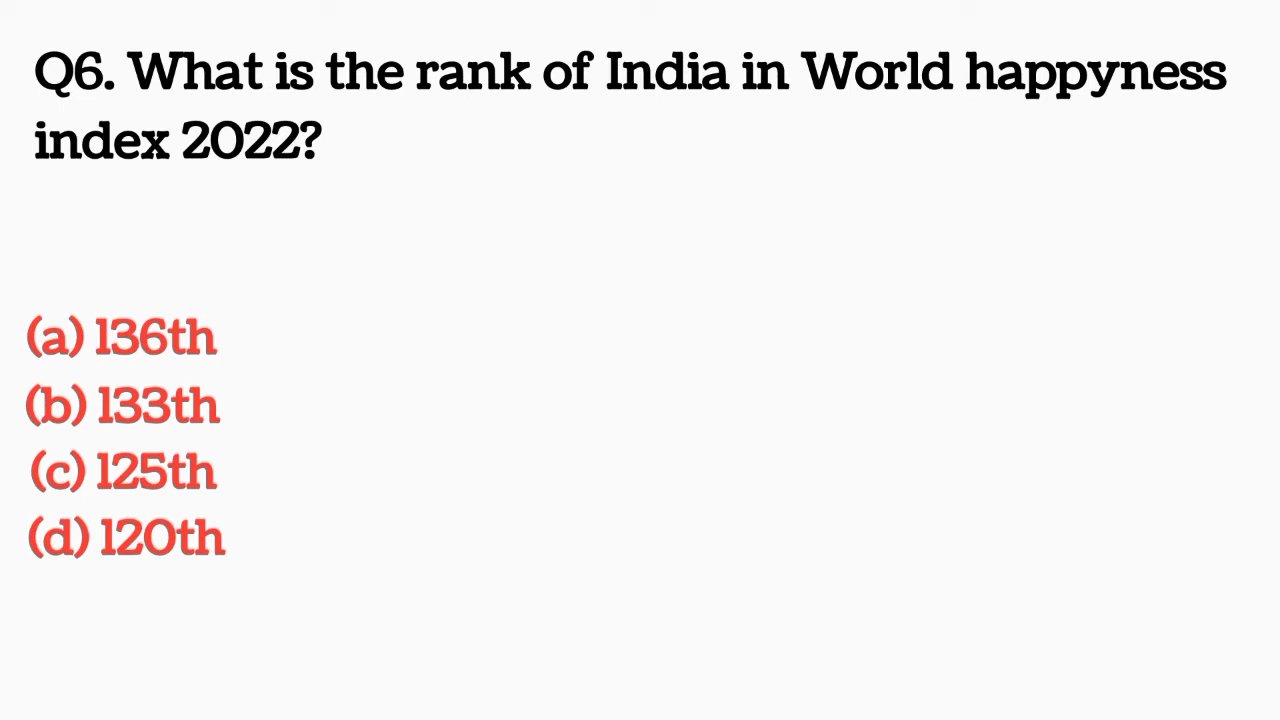 Q6. What is the rank of India in World happyness
index 2022?
(a) 136th
(b) 133th
(c) 125th
(d) 120th